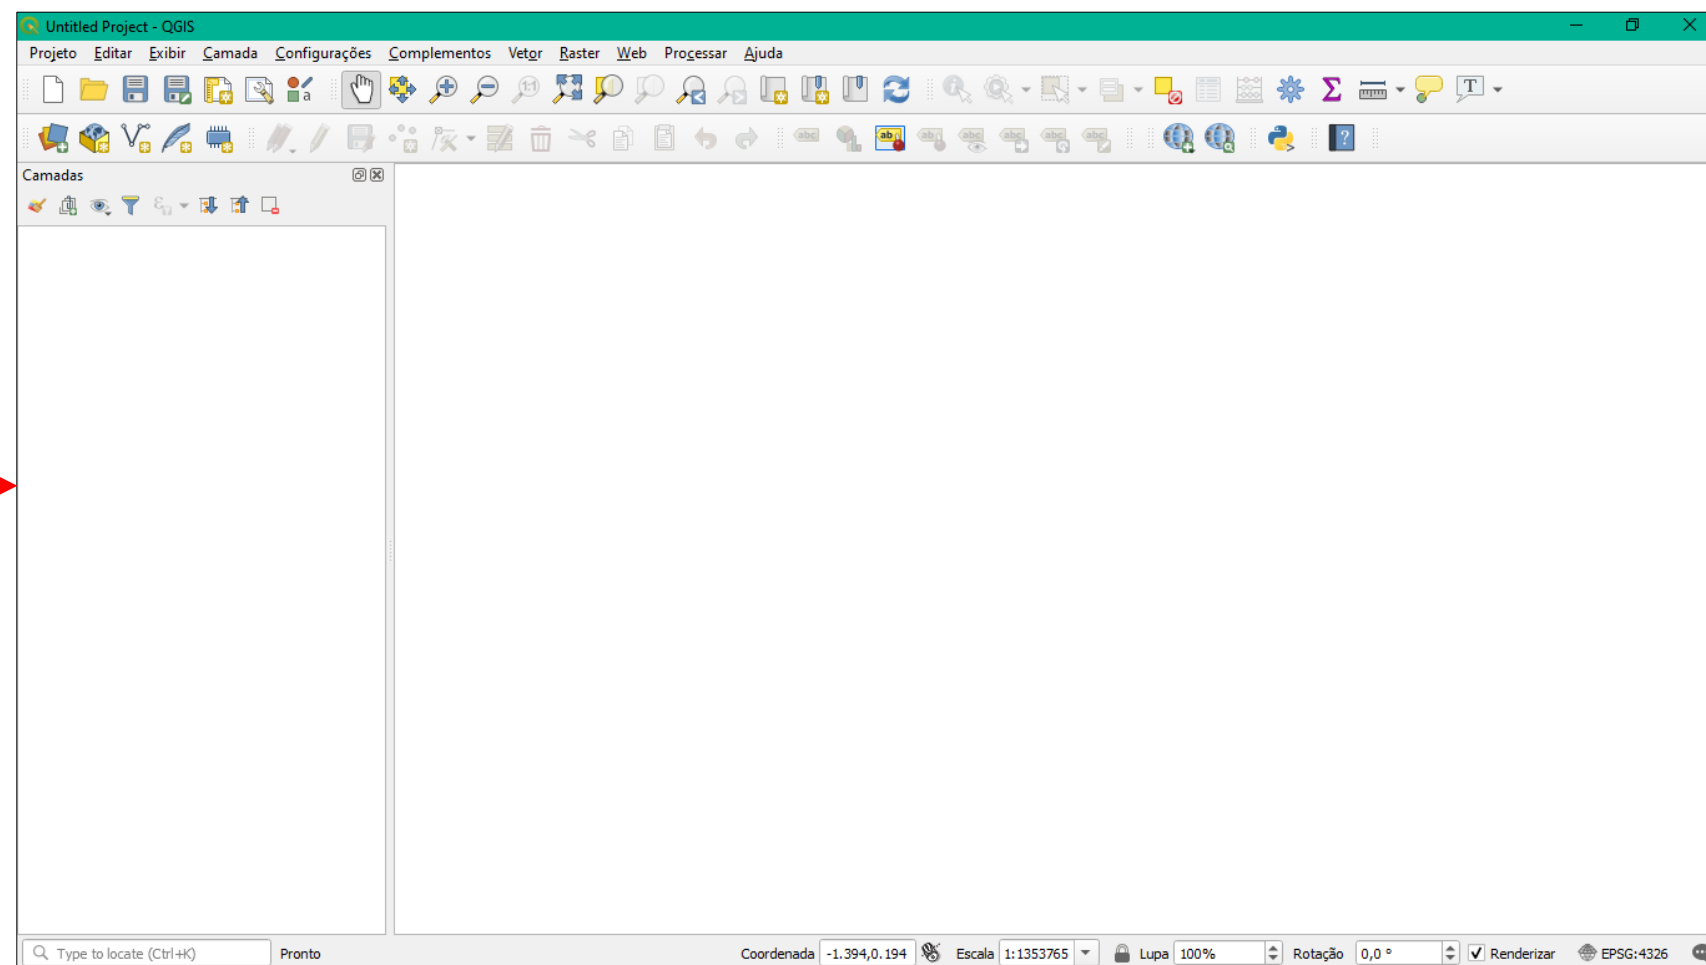 Untitled Project - QGIS
Projeto Editar Exibir Camada Configurações Complementos Vetor Raster Web Processar Ajuda
Camadas
Type to locate (Ctrl+K) Pronto Coordenada -1.394,0.194 Escala 1:1353765 Lupa 100% Rotação 0,0 ° Renderizar EPSG:4326